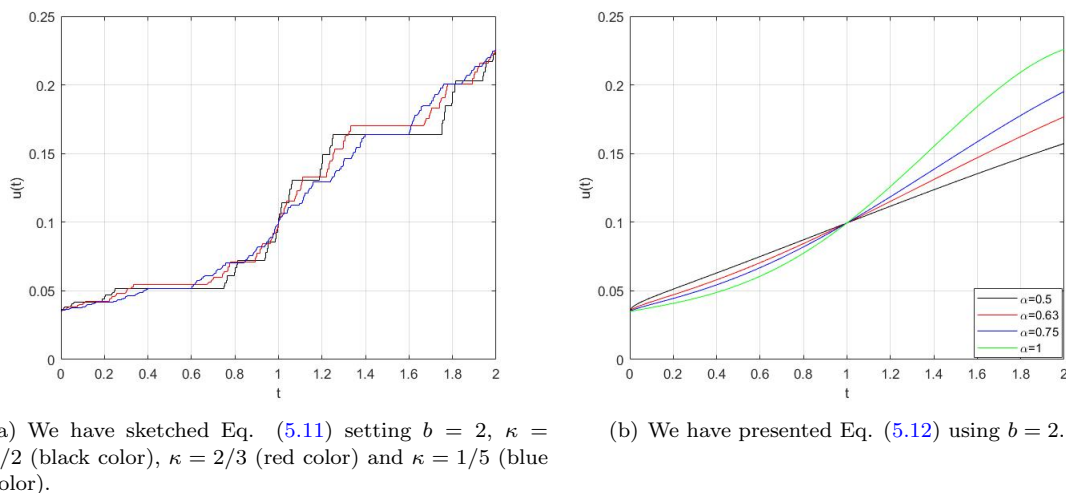 0.25
0.2
0.15
0.1
0.05
0
u(t)
0 0.2 0.4 0.6 0.8 1 1.2 1.4 1.6 1.8 2
t
0.25
0.2
0.15
0.1
0.05
0
u(t)
α=0.5
α=0.63
α=0.75
α=1
0 0.2 0.4 0.6 0.8 1 1.2 1.4 1.6 1.8 2
t
a) We have sketched Eq. (5.11) setting b = 2, κ =
/2 (black color), κ = 2/3 (red color) and κ = 1/5 (blue
olor).
(b) We have presented Eq. (5.12) using b = 2.